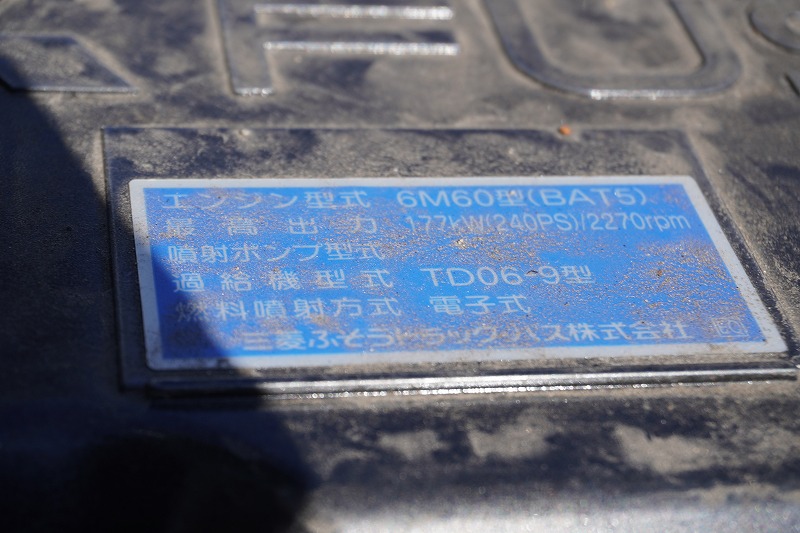 FUS
エンジン型式 6M60型(BAT5)
最高出力 177kW(240PS)/2270rpm
噴射ポンプ型式
過給機型式 TD06-9型
燃料噴射方式 電子式
三菱ふそうトラック・バス株式会社